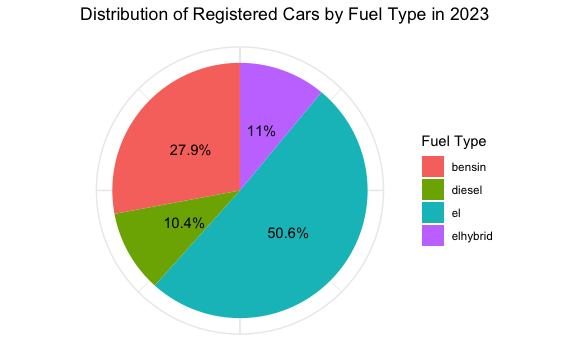 Distribution of Registered Cars by Fuel Type in 2023
11%
27.9%
10.4%
50.6%
Fuel Type
bensin
diesel
el
elhybrid